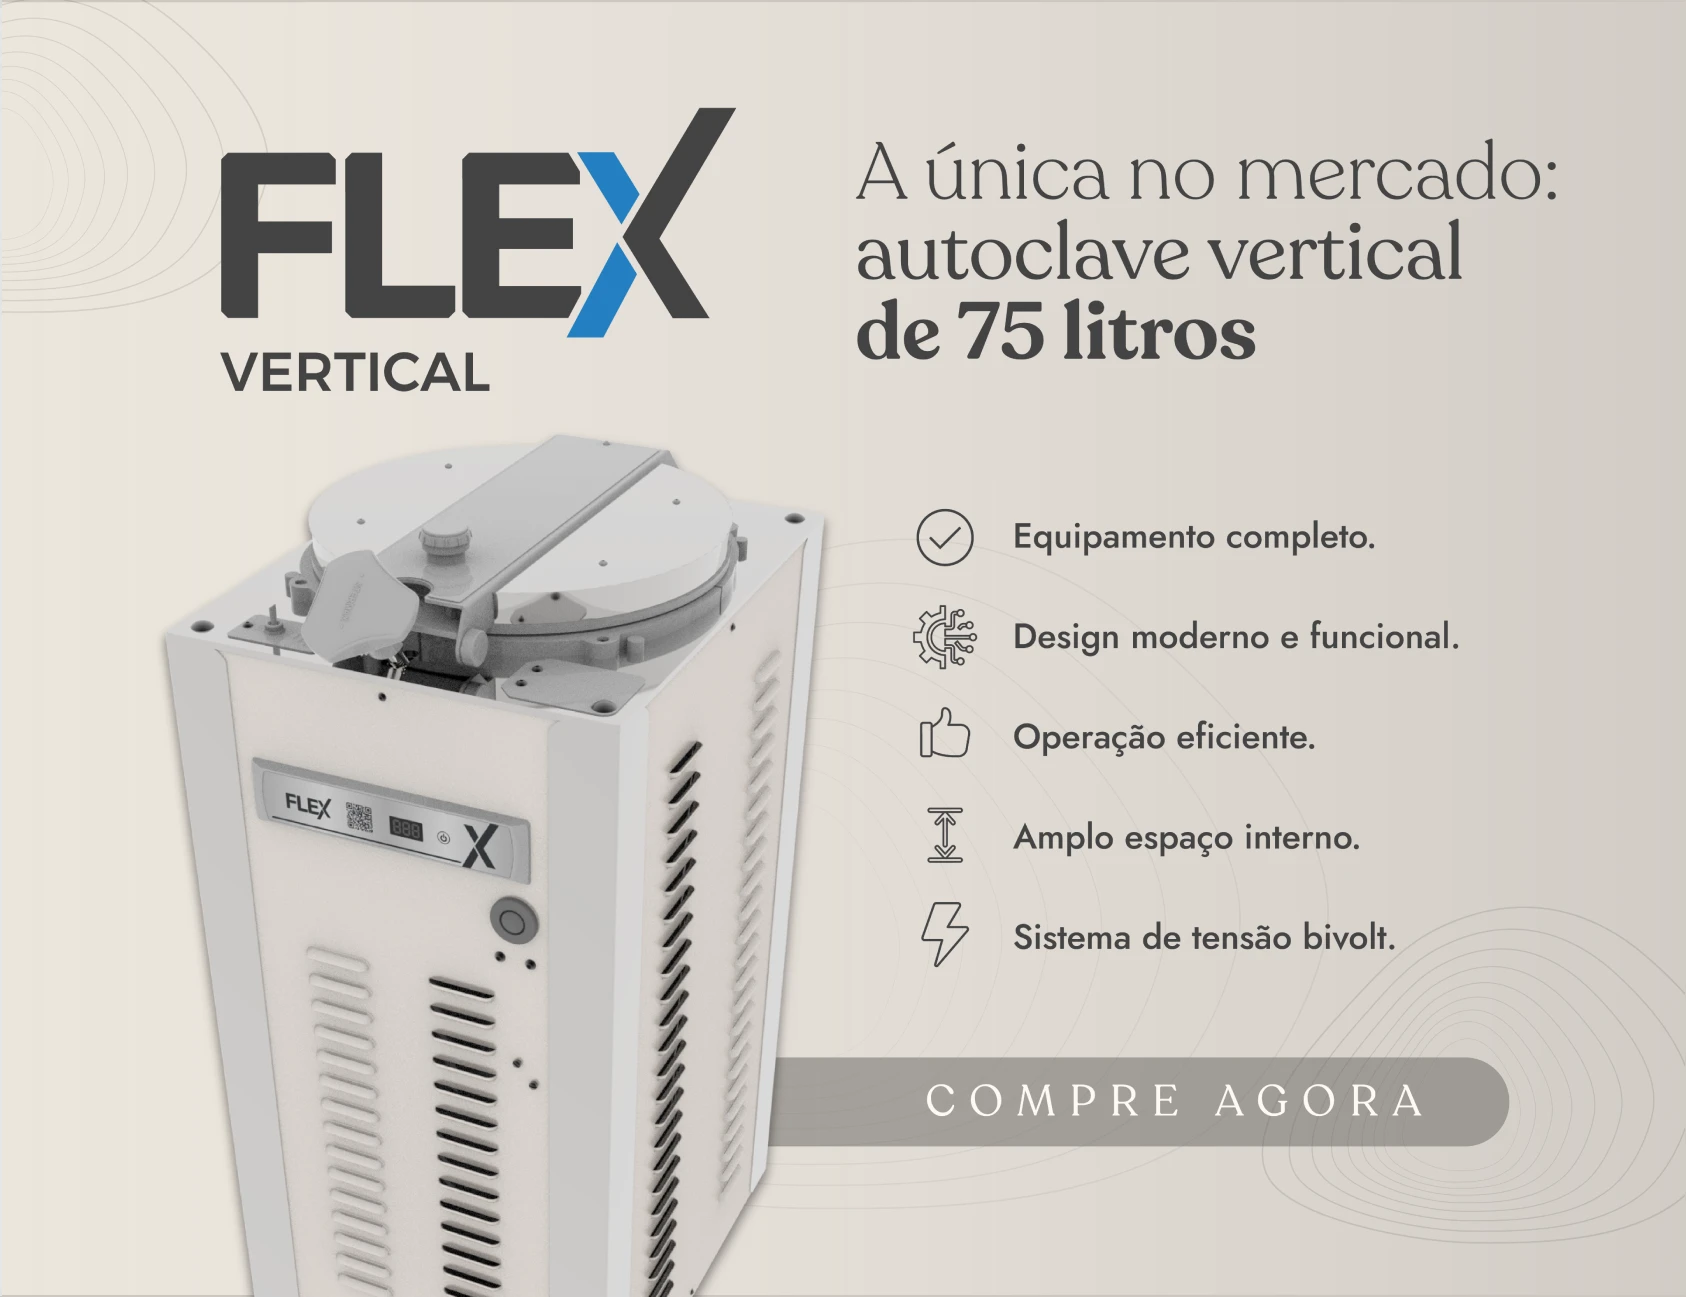 FLEX
VERTICAL
A única no mercado:
autoclave vertical
de 75 litros
Equipamento completo.
Design moderno e funcional.
Operação eficiente.
Amplo espaço interno.
Sistema de tensão bivolt.
COMPRE AGORA
FLEX
888
X